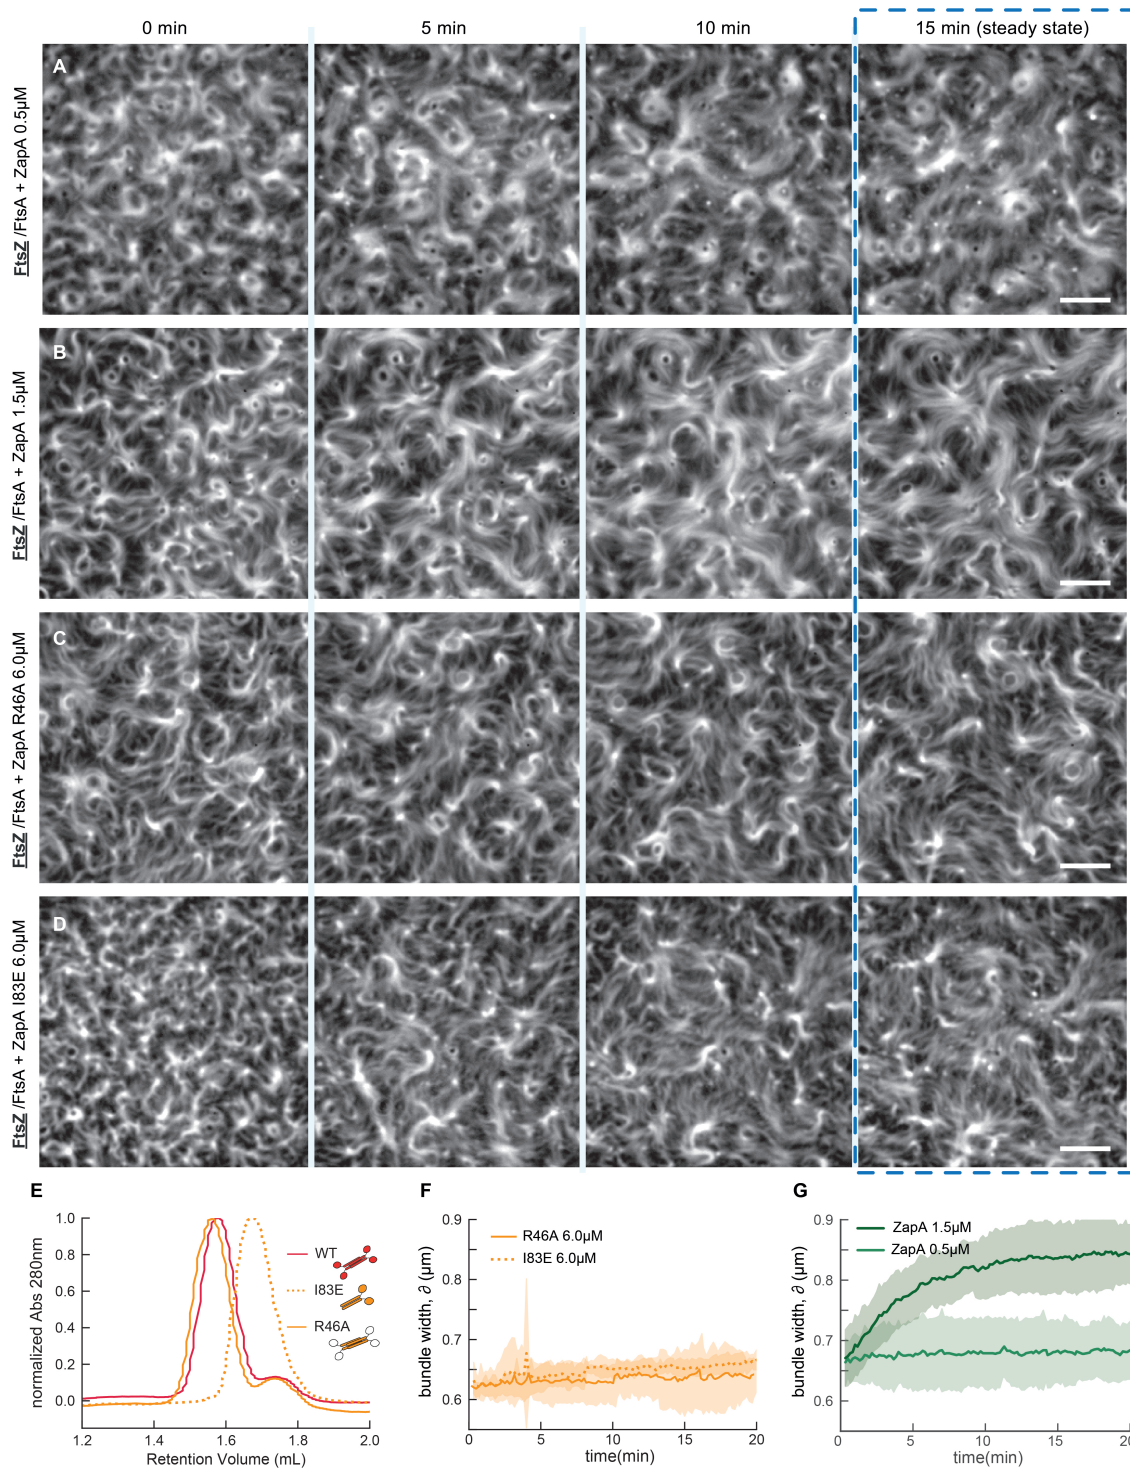 0 min
5 min
10 min
15 min (steady state)
A
FtsZ /FtsA + ZapA 0.5μM
B
FtsZ /FtsA + ZapA 1.5μM
C
FtsZ /FtsA + ZapA R46A 6.0μM
D
FtsZ /FtsA + ZapA I83E 6.0μM
E
normalized Abs 280nm
1.0
0.8
0.6
0.4
0.2
0.0
WT
I83E
R46A
1.2
1.4
1.6
1.8
2.0
Retention Volume (mL)
F
bundle width, ∂ (μm)
0.9
0.8
0.7
0.6
R46A 6.0μM
I83E 6.0μM
0
5
10
15
20
time(min)
G
bundle width, ∂ (μm)
0.9
0.8
0.7
0.6
ZapA 1.5μM
ZapA 0.5μM
0
5
10
15
20
time(min)